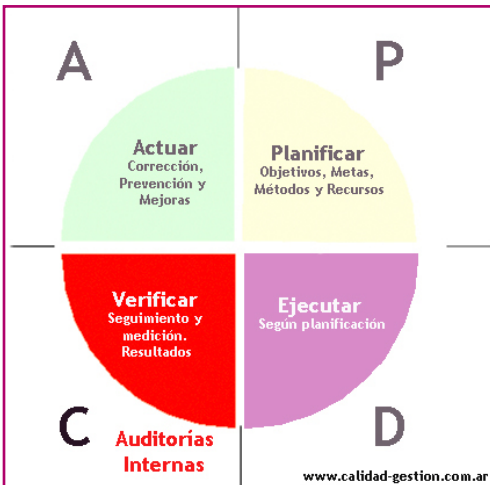 A
P
Actuar
Corrección,
Prevención y
Mejoras
Planificar
Objetivos, Metas,
Métodos y Recursos
Verificar
Seguimiento y
medición.
Resultados
Ejecutar
Según planificación
C
Auditorías
Internas
D
www.calidad-gestion.com.ar